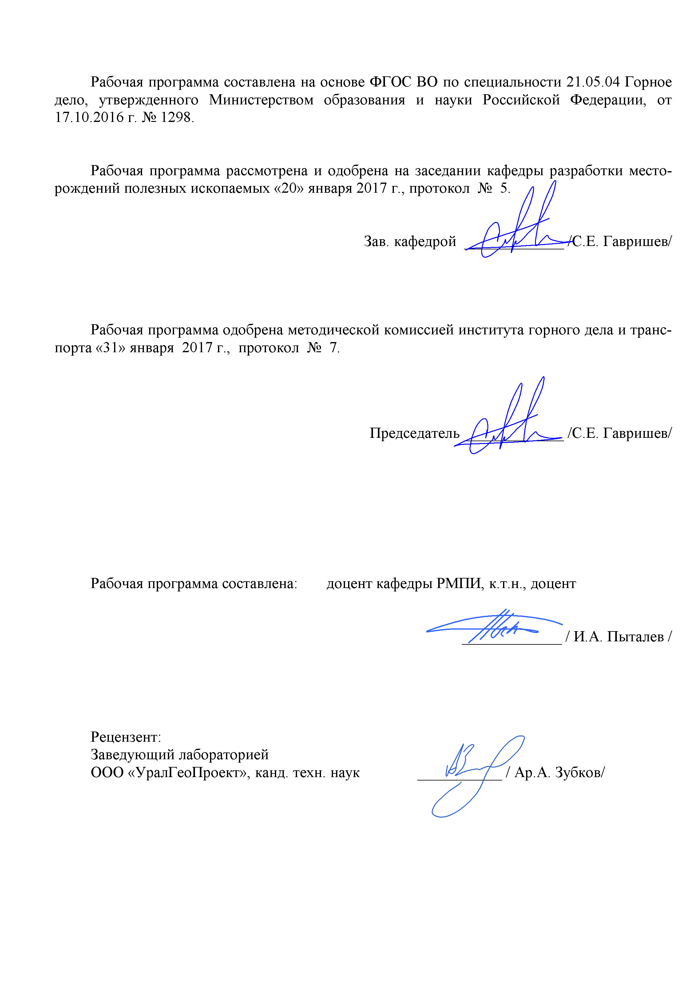 Рабочая программа составлена на основе ФГОС ВО по специальности 21.05.04 Горное
дело, утвержденного Министерством образования и науки Российской Федерации, от
17.10.2016 г. № 1298.
Рабочая программа рассмотрена и одобрена на заседании кафедры разработки место-
рождений полезных ископаемых «20» января 2017 г., протокол № 5.
Зав. кафедрой ____________ /С.Е. Гавришев/
Рабочая программа одобрена методической комиссией института горного дела и транс-
порта «31» января 2017 г., протокол № 7.
Председатель ____________ /С.Е. Гавришев/
Рабочая программа составлена: доцент кафедры РМПИ, к.т.н., доцент
____________ / И.А. Пыталев /
Рецензент:
Заведующий лабораторией
ООО «УралГеоПроект», канд. техн. наук ____________ / Ар.А. Зубков/